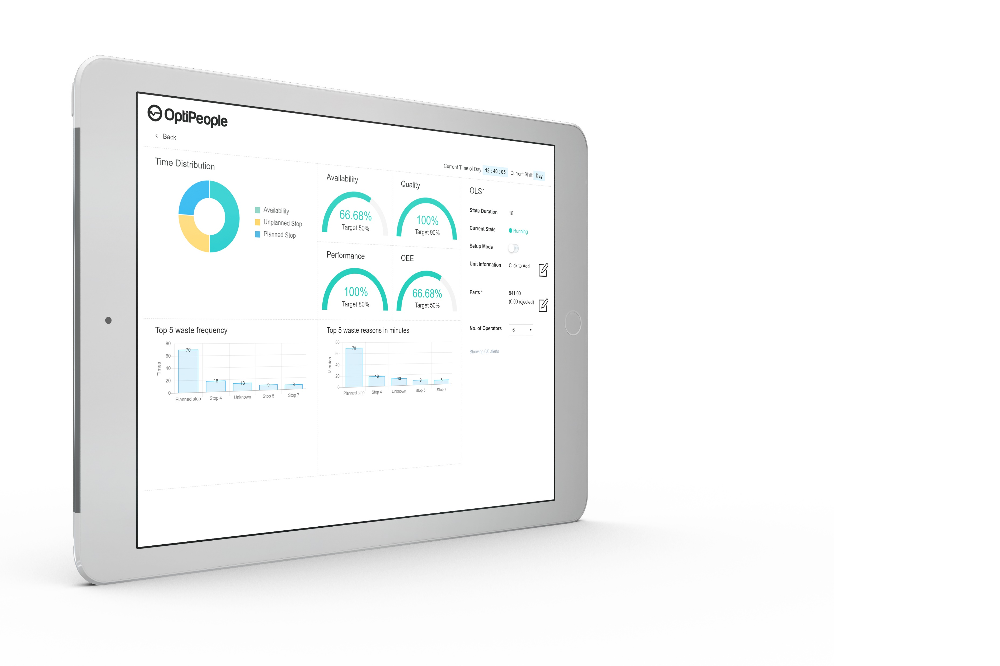 OptiPeople
Back
Current Time of Day: 12 : 40 : 05 Current Shift: Day
Time Distribution
Availability
Unplanned Stop
Planned Stop
Availability
66.68%
Target 50%
Quality
100%
Target 90%
Performance
100%
Target 80%
OEE
66.68%
Target 50%
OLS1
State Duration 16
Current State Running
Setup Mode
Unit Information Click to Add
Parts * 841.00
(0.00 rejected)
No. of Operators 6
Showing 0/0 alerts
Top 5 waste frequency
Times
80
60
40
20
0
70
18
13
9
8
Planned stop Stop 4 Unknown Stop 5 Stop 7
Top 5 waste reasons in minutes
Minutes
80
60
40
20
0
70
18
13
9
8
Planned stop Stop 4 Unknown Stop 5 Stop 7